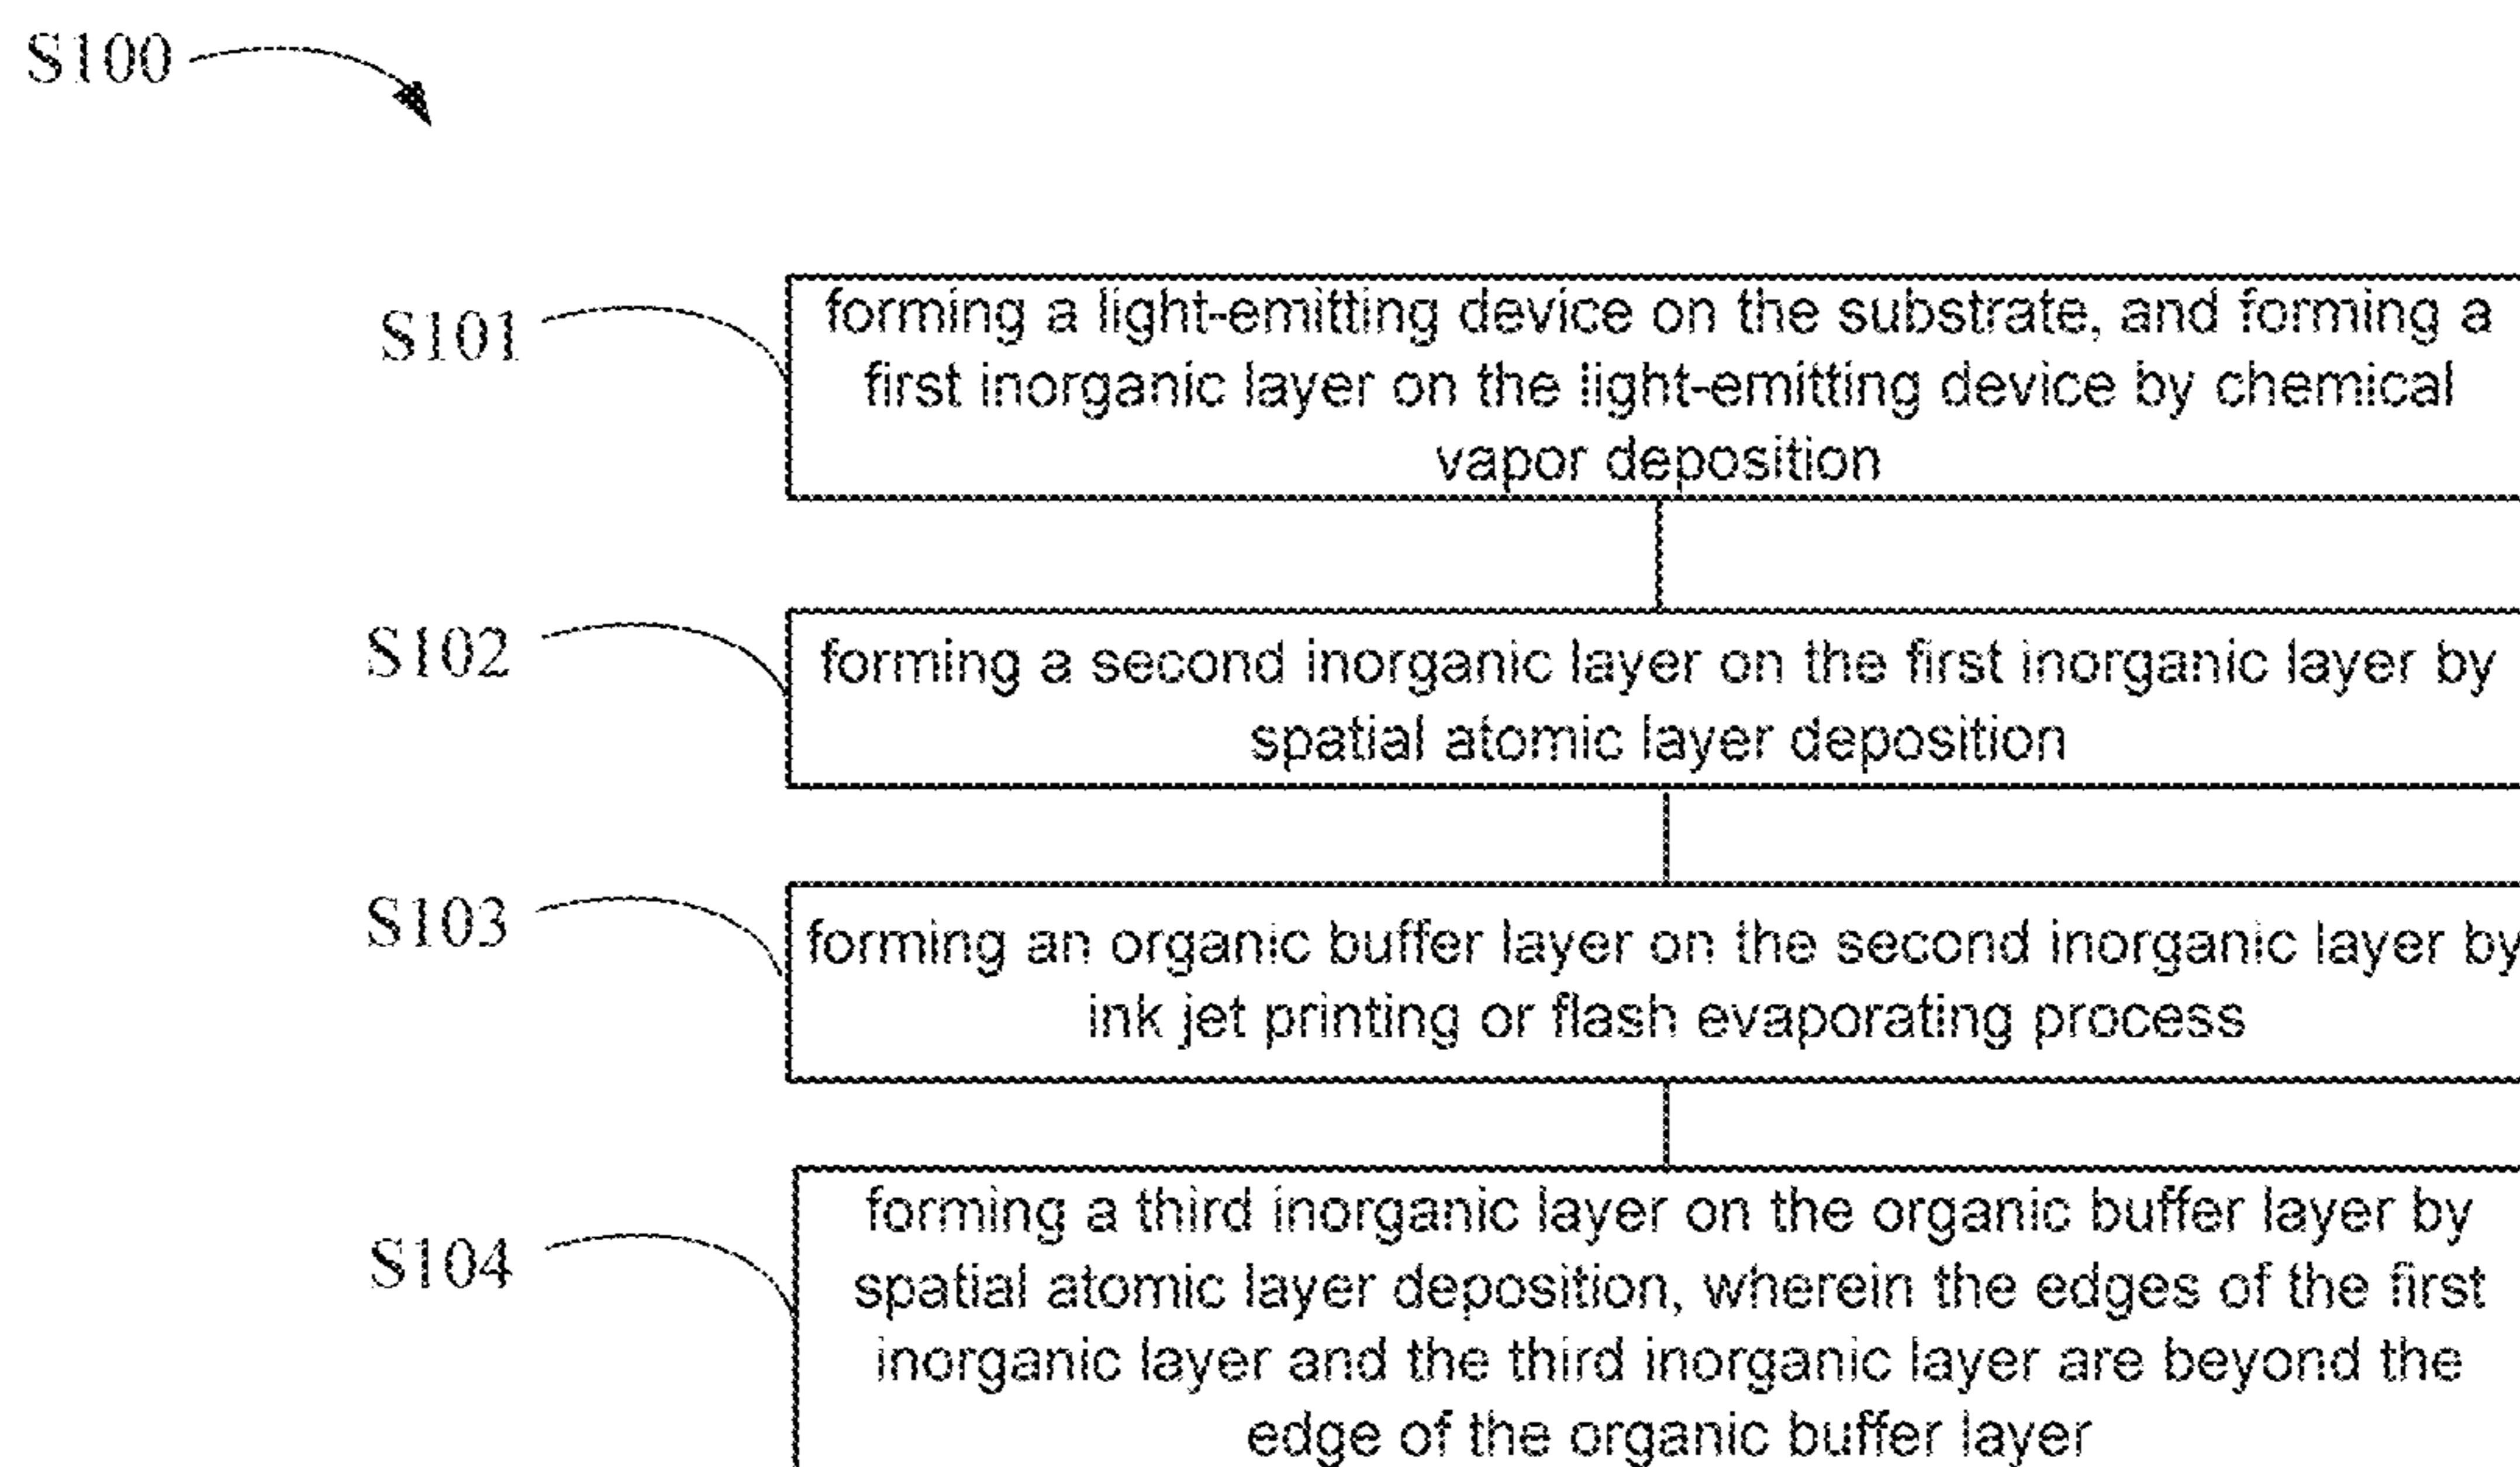 S100
S101
forming a light-emitting device on the substrate, and forming a
first inorganic layer on the light-emitting device by chemical
vapor deposition
S102
forming a second inorganic layer on the first inorganic layer by
spatial atomic layer deposition
S103
forming an organic buffer layer on the second inorganic layer by
ink jet printing or flash evaporating process
S104
forming a third inorganic layer on the organic buffer layer by
spatial atomic layer deposition, wherein the edges of the first
inorganic layer and the third inorganic layer are beyond the
edge of the organic buffer layer